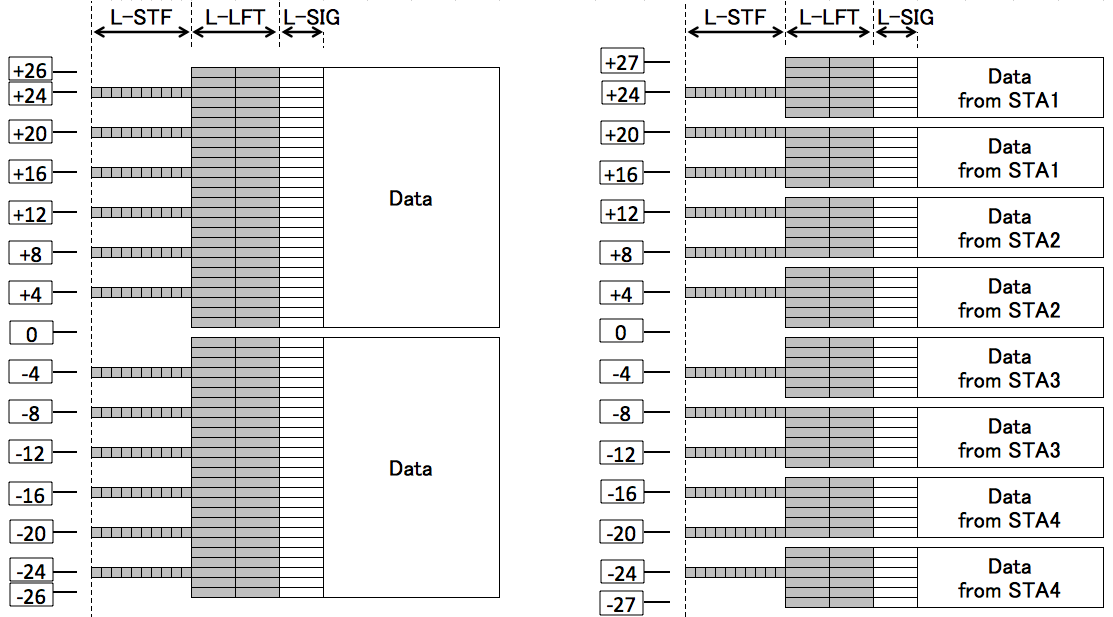 L-STF L-LFT L-SIG
+26
+24
+20
+16
+12
+8
+4
0
-4
-8
-12
-16
-20
-24
-26
Data
Data
L-STF L-LFT L-SIG
+27
+24
+20
+16
+12
+8
+4
0
-4
-8
-12
-16
-20
-24
-27
Data
from STA1
Data
from STA1
Data
from STA2
Data
from STA2
Data
from STA3
Data
from STA3
Data
from STA4
Data
from STA4